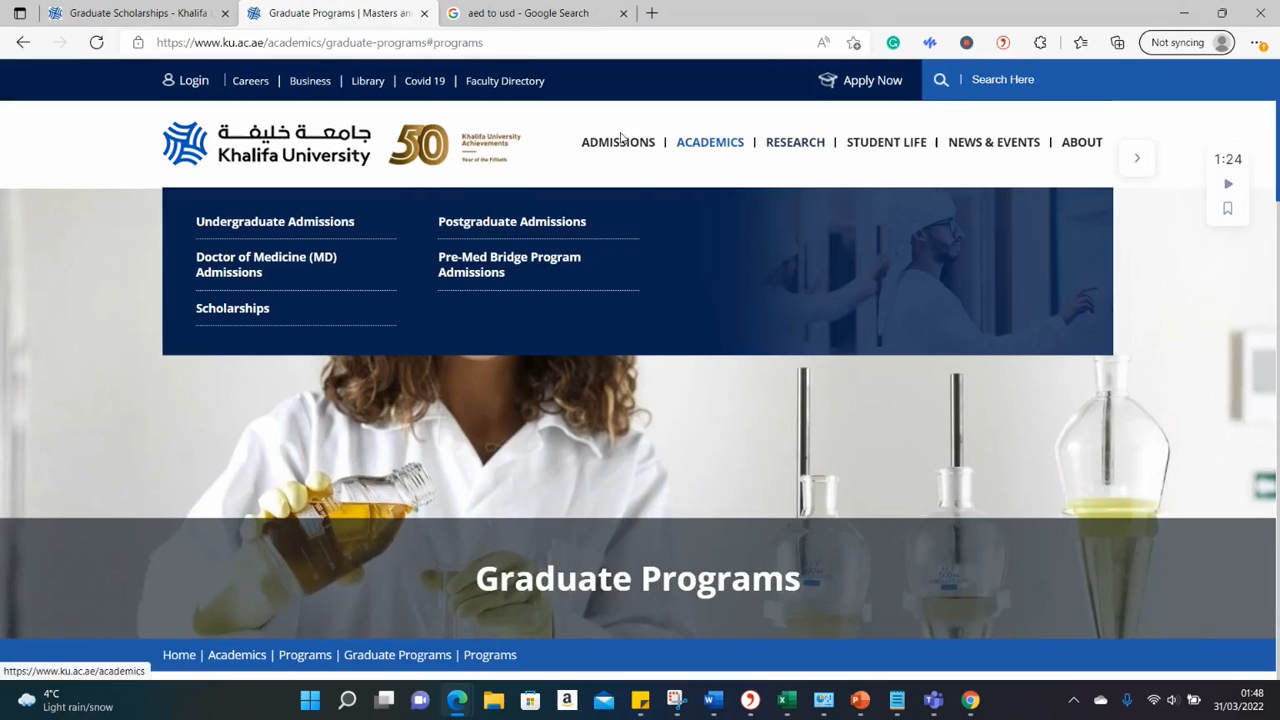 Graduate Scholarships - Khalifa U
Graduate Programs | Masters an
aed to usd - Google Search
https://www.ku.ac.ae/academics/graduate-programs#programs
Not syncing
Login | Careers | Business | Library | Covid 19 | Faculty Directory
Apply Now
Search Here
جامعة خليفة
Khalifa University
50
Khalifa University
Achievements
Year of the Fiftieth
ADMISSIONS | ACADEMICS | RESEARCH | STUDENT LIFE | NEWS & EVENTS | ABOUT
1:24
Undergraduate Admissions
Postgraduate Admissions
Doctor of Medicine (MD)
Admissions
Pre-Med Bridge Program
Admissions
Scholarships
Graduate Programs
Home | Academics | Programs | Graduate Programs | Programs
https://www.ku.ac.ae/academics
4°C
Light rain/snow
01:48
31/03/2022